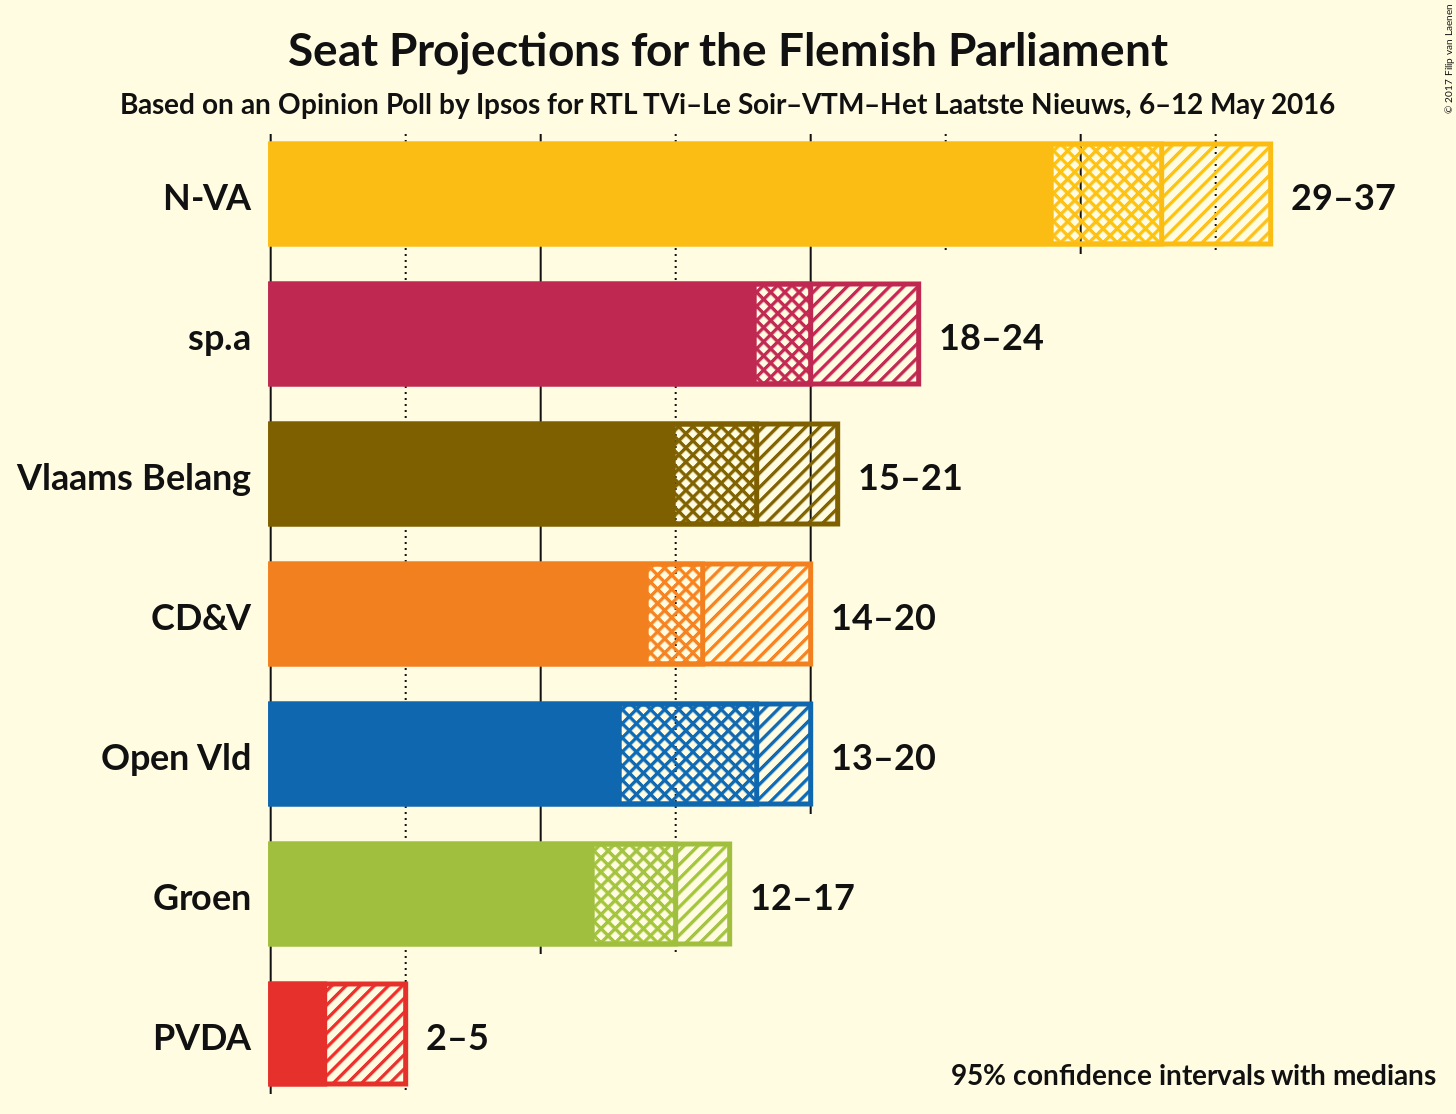 Seat Projections for the Flemish Parliament
Based on an Opinion Poll by Ipsos for RTL TVi–Le Soir–VTM–Het Laatste Nieuws, 6–12 May 2016
© 2017 Filip van Laenen
N-VA
29–37
sp.a
18–24
Vlaams Belang
15–21
CD&V
14–20
Open Vld
13–20
Groen
12–17
PVDA
2–5
95% confidence intervals with medians